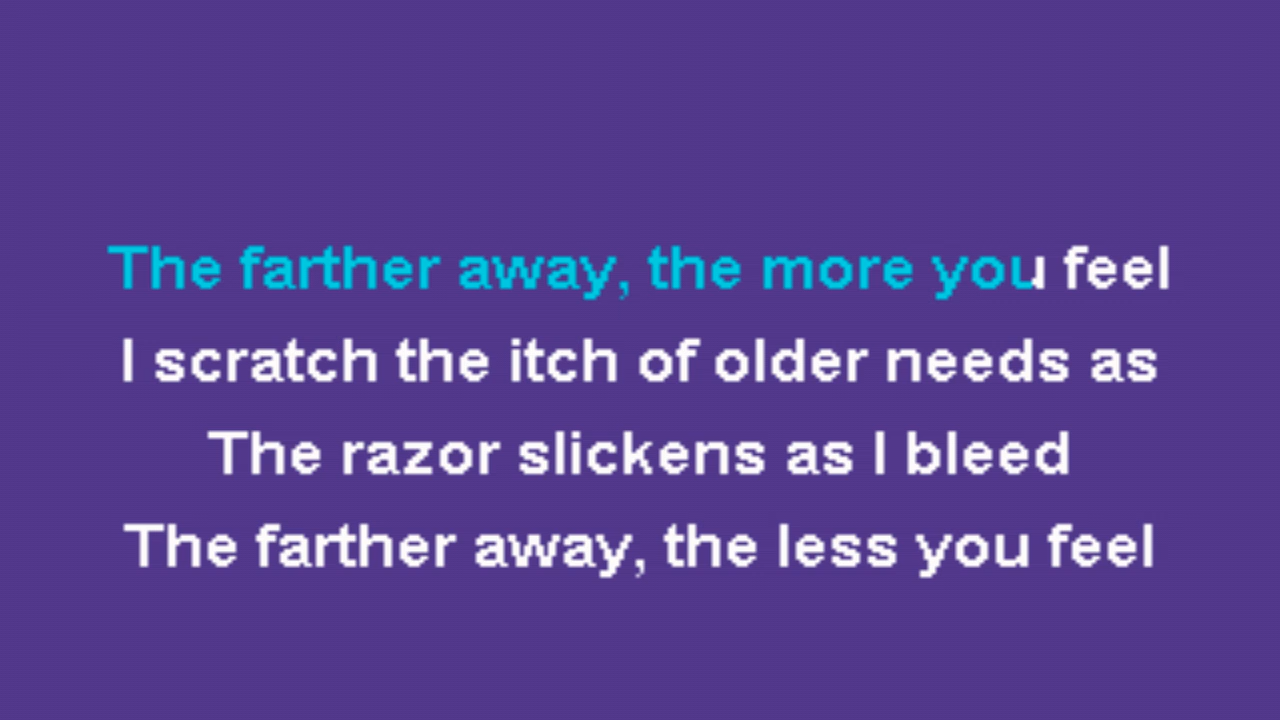 The farther away, the more you feel
I scratch the itch of older needs as
The razor slickens as I bleed
The farther away, the less you feel